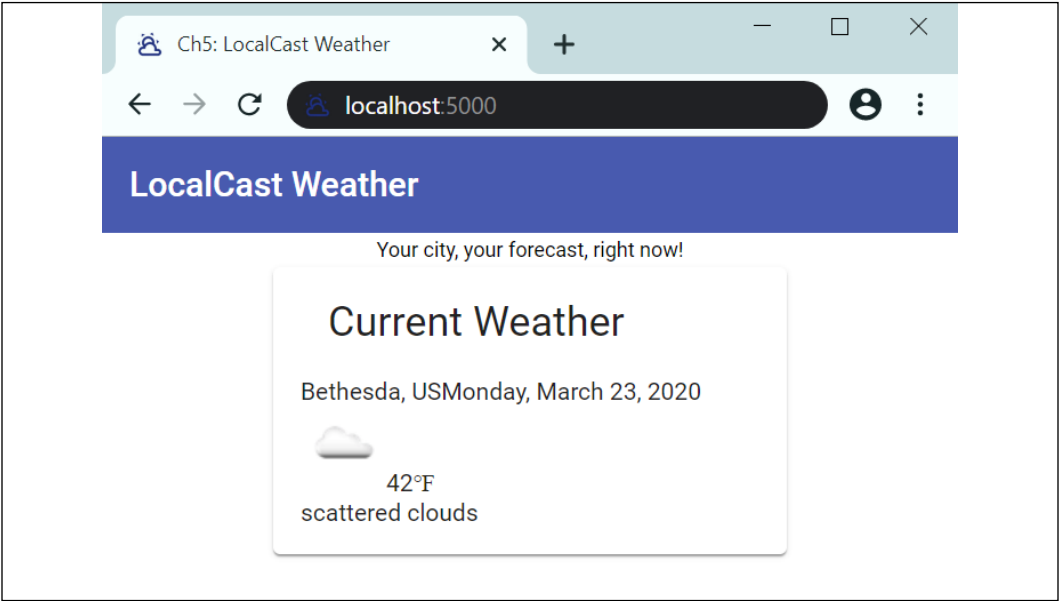 Ch5: LocalCast Weather
localhost:5000
LocalCast Weather
Your city, your forecast, right now!
Current Weather
Bethesda, USMonday, March 23, 2020
42°F
scattered clouds